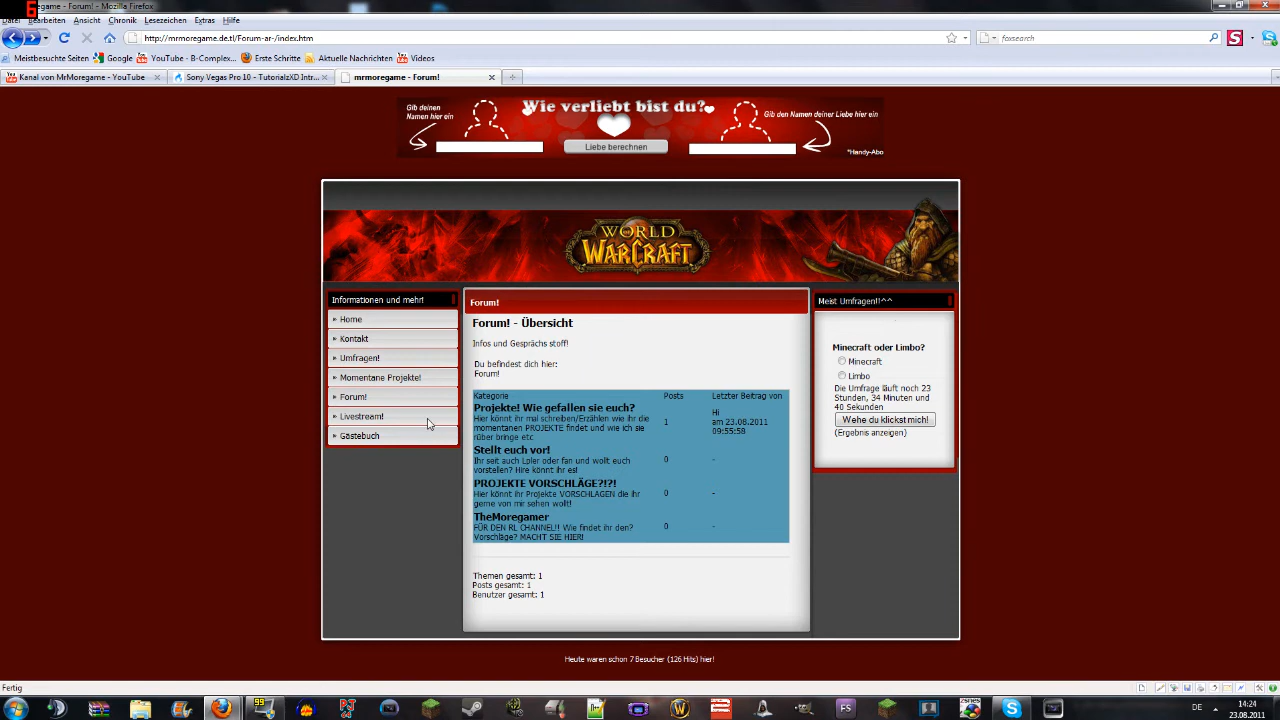 egame - Forum! - Mozilla Firefox
6
Datei Bearbeiten Ansicht Chronik Lesezeichen Extras Hilfe
http://mrmoregame.de.tl/Forum-ar-/index.htm
foxsearch
Meistbesuchte Seiten Google YouTube - B-Complex... Erste Schritte YouTube Videos
Kanal von MrMoregame - YouTube
Sony Vegas Pro 10 - TutorialzXD Intr...
mrmoregame - Forum!
Gib deinen
Namen hier ein
Wie verliebt bist du?
Liebe berechnen
Gib den Namen deiner Liebe hier ein
*Handy-Abo
WORLD
OF
WARCRAFT
Informationen und mehr!
Home
Kontakt
Umfragen!
Momentane Projekte!
Forum!
Livestream!
Gästebuch
Forum!
Forum! - Übersicht
Infos und Gesprächs stoff!
Du befindest dich hier:
Forum!
Kategorie Posts Letzter Beitrag von
Projekte! Wie gefallen sie euch?
Hier könnt ihr mal schreiben/Erzählen wie ihr die
momentanen PROJEKTE findet und wie ich sie
rüber bringe etc
1
Hi
am 23.08.2011
09:55:58
Stellt euch vor!
Ihr seit auch Lpler oder fan und wollt euch
vorstellen? Hire könnt ihr es!
0 -
PROJEKTE VORSCHLÄGE?!?!
Hier könnt ihr Projekte VORSCHLAGEN die ihr
gerne von mir sehen wollt!
0 -
TheMoregamer
FÜR DEN RL CHANNEL!! Wie findet ihr den?
Vorschläge? MACHT SIE HIER!
0 -
Themen gesamt: 1
Posts gesamt: 1
Benutzer gesamt: 1
Meist Umfragen!!^^
Minecraft oder Limbo?
Minecraft
Limbo
Die Umfrage läuft noch 23
Stunden, 34 Minuten und
40 Sekunden
Wehe du klickst mich!
(Ergebnis anzeigen)
Heute waren schon 7 Besucher (126 Hits) hier!
Fertig
99
FS
zsnes
DE
14:24
23.08.2011